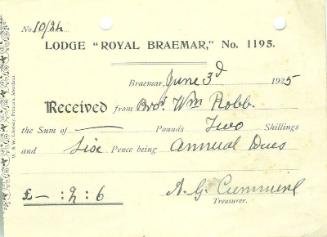 No 10/24
LODGE "ROYAL BRAEMAR," No. 1195.
Braemar, June 3d 1925
Received from Bror. Wm Robb
the Sum of — Pounds Two Shillings
and Six Pence being Annual Dues
£ — : 2 : 6
A. G.
Treasurer.